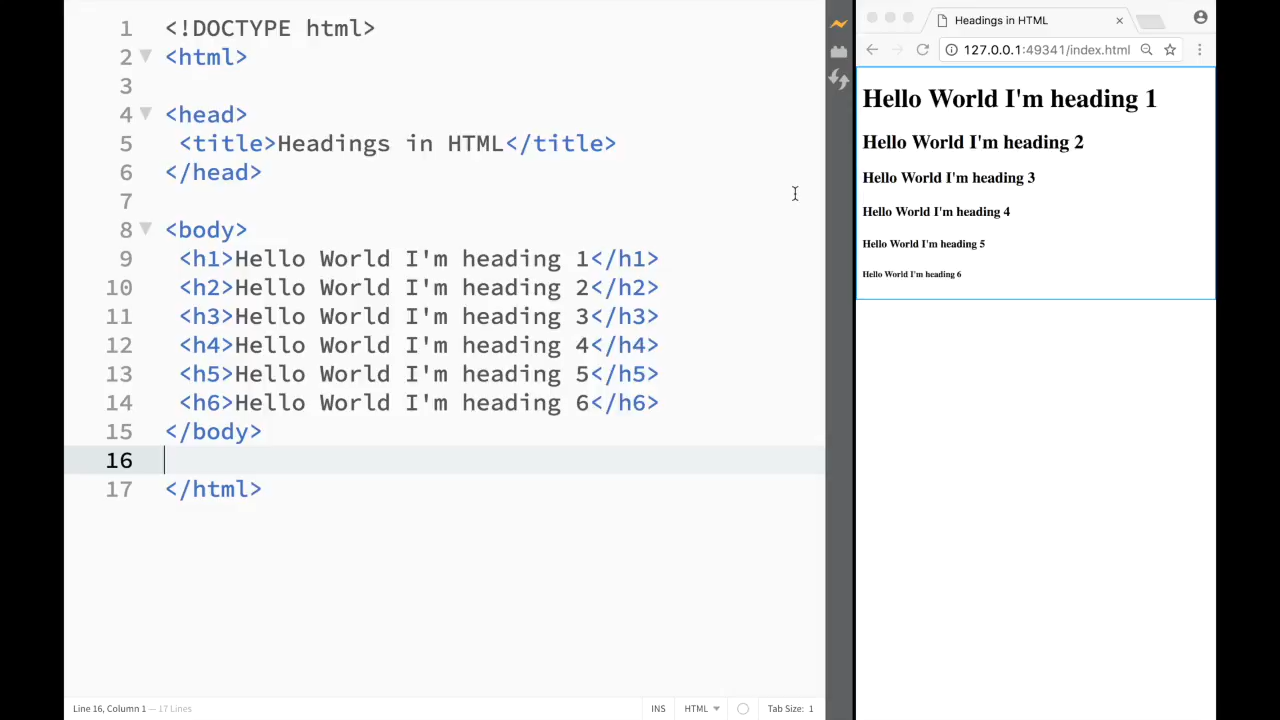 1 <!DOCTYPE html>
2 <html>
3
4 <head>
5 <title>Headings in HTML</title>
6 </head>
7
8 <body>
9 <h1>Hello World I'm heading 1</h1>
10 <h2>Hello World I'm heading 2</h2>
11 <h3>Hello World I'm heading 3</h3>
12 <h4>Hello World I'm heading 4</h4>
13 <h5>Hello World I'm heading 5</h5>
14 <h6>Hello World I'm heading 6</h6>
15 </body>
16
17 </html>
Line 16, Column 1 — 17 Lines
INS HTML Tab Size: 1
Headings in HTML
127.0.0.1:49341/index.html
Hello World I'm heading 1
Hello World I'm heading 2
Hello World I'm heading 3
Hello World I'm heading 4
Hello World I'm heading 5
Hello World I'm heading 6